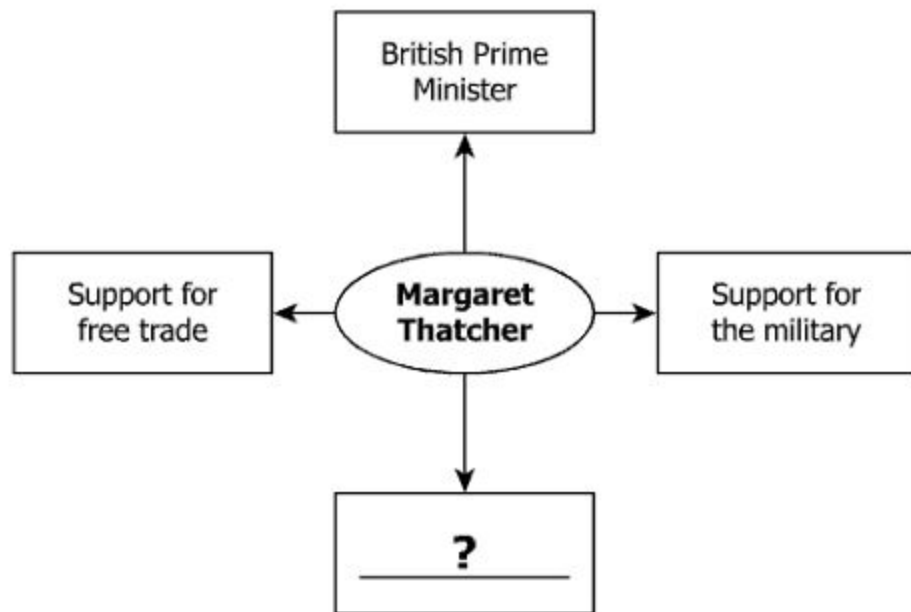 British Prime
Minister
Support for
free trade
Margaret
Thatcher
Support for
the military
?